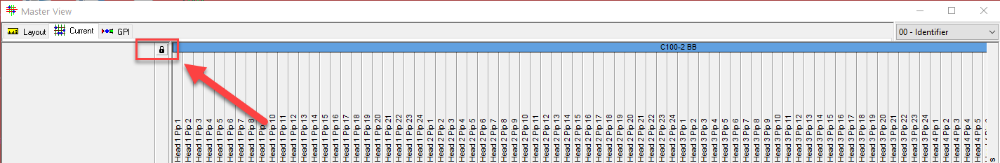 Master View
Layout
Current
GPI
00 - Identifier
C100-2 BB
Head 1 Pip 1
Head 1 Pip 2
Head 1 Pip 3
Head 1 Pip 4
Head 1 Pip 5
Head 1 Pip 6
Head 1 Pip 7
Head 1 Pip 8
Head 1 Pip
Head 1 Pip 10
Head 1 Pip 11
Head 1 Pip 12
Head 1 Pip 13
Head 1 Pip 14
Head 1 Pip 15
Head 1 Pip 16
Head 1 Pip 17
Head 1 Pip 18
Head 1 Pip 19
Head 1 Pip 20
Head 1 Pip 21
Head 1 Pip 22
Head 1 Pip 23
Head 1 Pip 24
Head 2 Pip 1
Head 2 Pip 2
Head 2 Pip 3
Head 2 Pip 4
Head 2 Pip 5
Head 2 Pip 6
Head 2 Pip 7
Head 2 Pip 8
Head 2 Pip 9
Head 2 Pip 10
Head 2 Pip 11
Head 2 Pip 12
Head 2 Pip 13
Head 2 Pip 14
Head 2 Pip 15
Head 2 Pip 16
Head 2 Pip 17
Head 2 Pip 18
Head 2 Pip 19
Head 2 Pip 20
Head 2 Pip 21
Head 2 Pip 22
Head 2 Pip 23
Head 2 Pip 24
Head 3 Pip 1
Head 3 Pip 2
Head 3 Pip 3
Head 3 Pip 4
Head 3 Pip 5
Head 3 Pip 6
Head 3 Pip 7
Head 3 Pip 8
Head 3 Pip 9
Head 3 Pip 10
Head 3 Pip 11
Head 3 Pip 12
Head 3 Pip 13
Head 3 Pip 14
Head 3 Pip 15
Head 3 Pip 16
Head 3 Pip 17
Head 3 Pip 18
Head 3 Pip 19
Head 3 Pip 20
Head 3 Pip 21
Head 3 Pip 22
Head 3 Pip 23
Head 3 Pip 24
Head 4 Pip 1
Head 4 Pip 2
Head 4 Pip 3
Head 4 Pip 4
Head 4 Pip 5